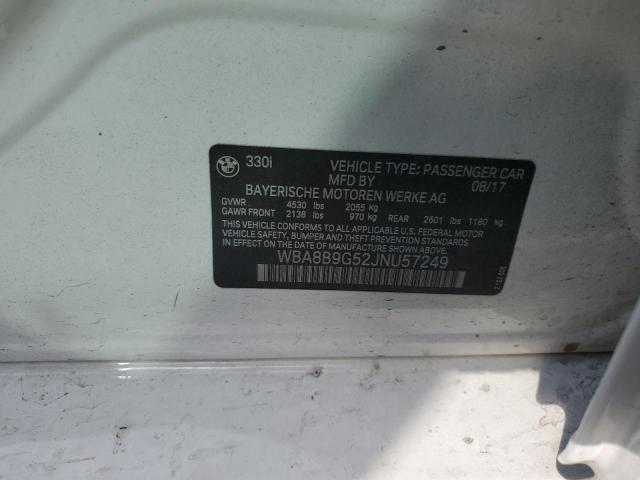 BMW 330i VEHICLE TYPE: PASSENGER CAR
MFD BY 08/17
BAYERISCHE MOTOREN WERKE AG
GVWR 4530 lbs 2055 kg
GAWR FRONT 2138 lbs 970 kg REAR 2601 lbs 1180 kg
THIS VEHICLE CONFORMS TO ALL APPLICABLE U.S. FEDERAL MOTOR
VEHICLE SAFETY, BUMPER AND THEFT PREVENTION STANDARDS IN
EFFECT ON THE DATE OF MANUFACTURE SHOWN ABOVE.
WBA8B9G52JNU57249